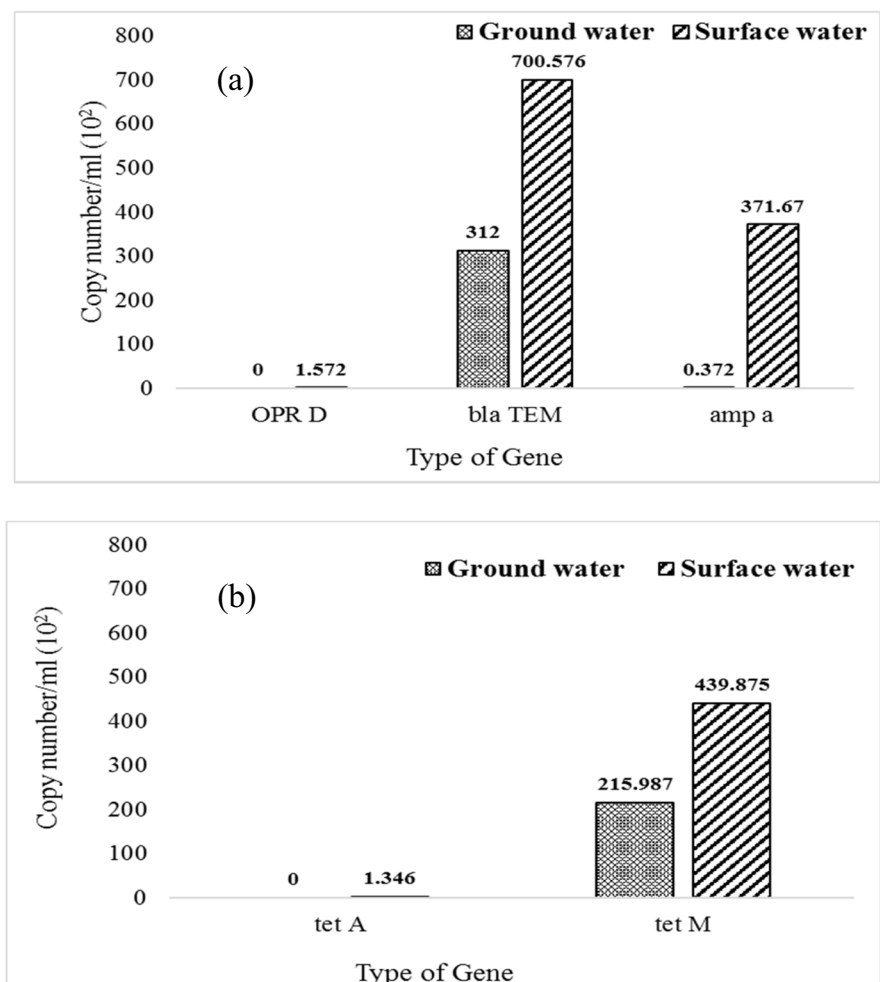 800
Ground water
Surface water
700.576
(a)
700
600
500
Copy number/ml (10²)
400
371.67
312
300
200
100
0
1.572
0.372
0
OPR D
bla TEM
amp a
Type of Gene
800
Ground water
Surface water
700
(b)
600
500
439.875
Copy number/ml (10²)
400
300
215.987
200
100
0
1.346
0
tet A
tet M
Type of Gene